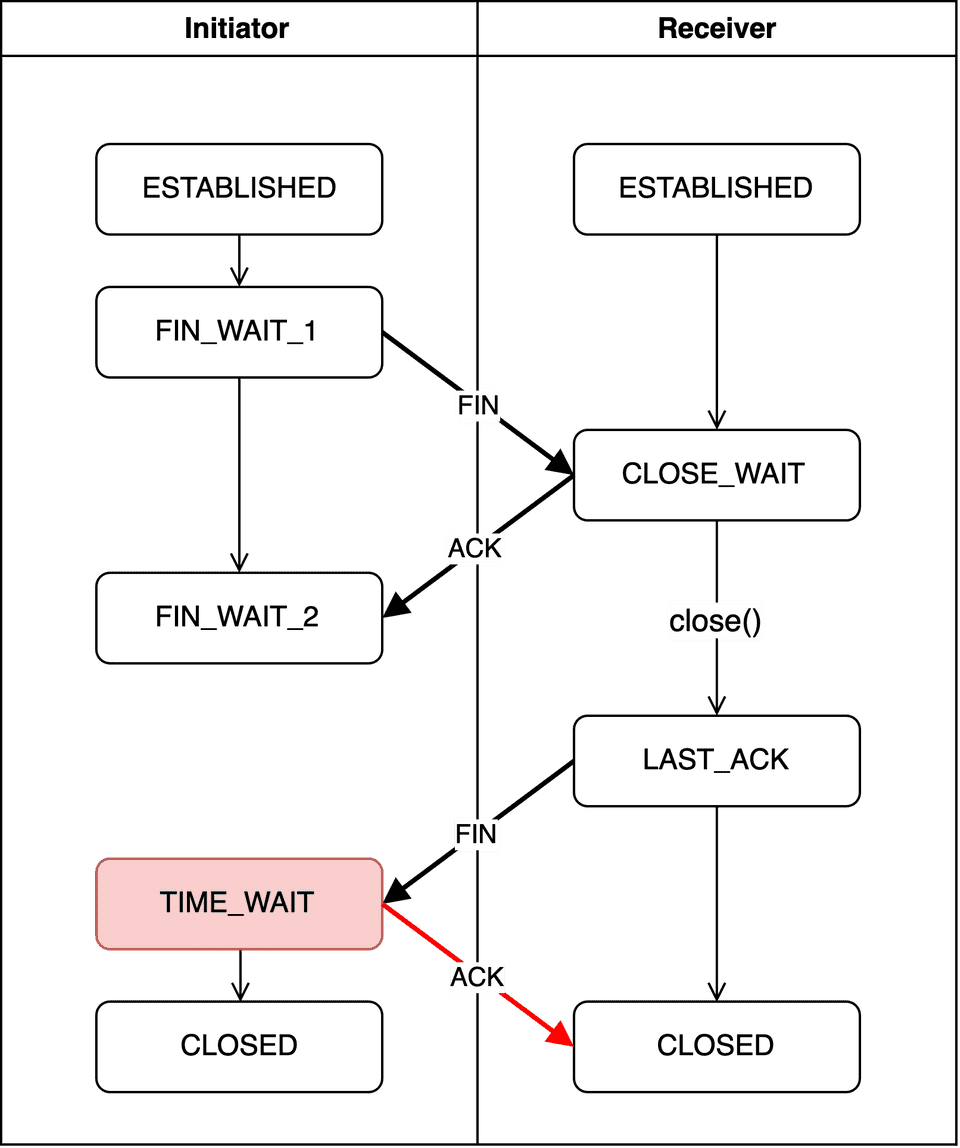 Initiator
Receiver
ESTABLISHED
ESTABLISHED
FIN_WAIT_1
FIN
CLOSE_WAIT
ACK
FIN_WAIT_2
close()
LAST_ACK
FIN
TIME_WAIT
ACK
CLOSED
CLOSED